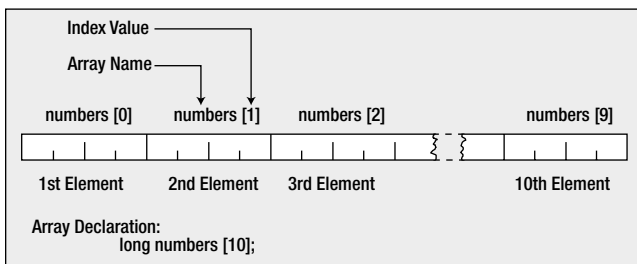 Index Value
Array Name
numbers [0] numbers [1] numbers [2] numbers [9]
1st Element 2nd Element 3rd Element 10th Element
Array Declaration:
long numbers [10];